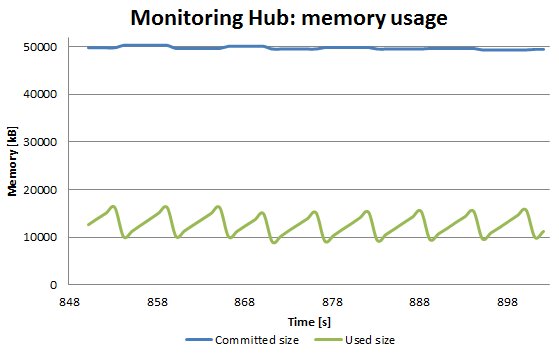 Monitoring Hub: memory usage
50000
40000
30000
20000
10000
0
Memory [kB]
848 858 868 878 888 898
Time [s]
Committed size Used size